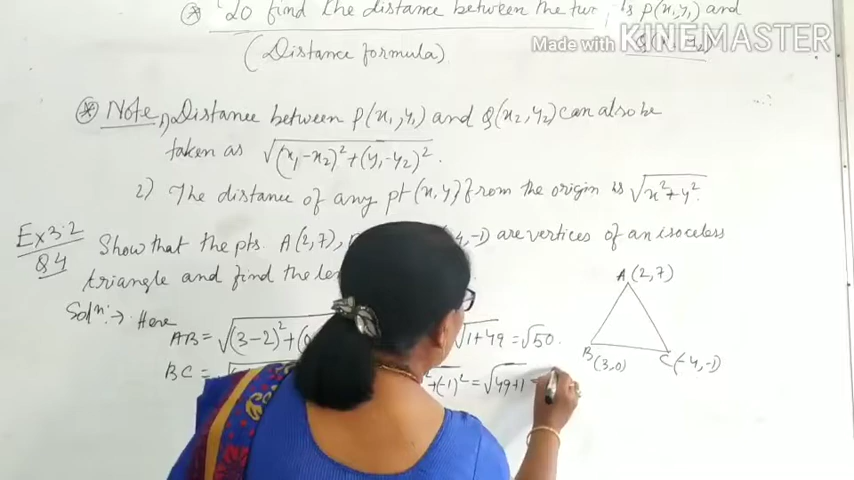 To find the distance between the two pts P(x₁,y₁) and
(Distance formula)
Made with KINEMASTER
* Note 1) Distance between P(x₁,y₁) and Q(x₂,y₂) can also be
taken as √(x₁-x₂)²+(y₁-y₂)².
2) The distance of any pt (x,y) from the origin is √x²+y².
Ex 3.2
Q4
Show that the pts. A(2,7), 4,-1) are vertices of an isoceless
triangle and find the
Solⁿ:→ Here
AB = √(3-2)²+(0 √1+49 = √50.
BC = +(-1)² = √49+1 =
A(2,7)
B(3,0)
C(-4,-1)